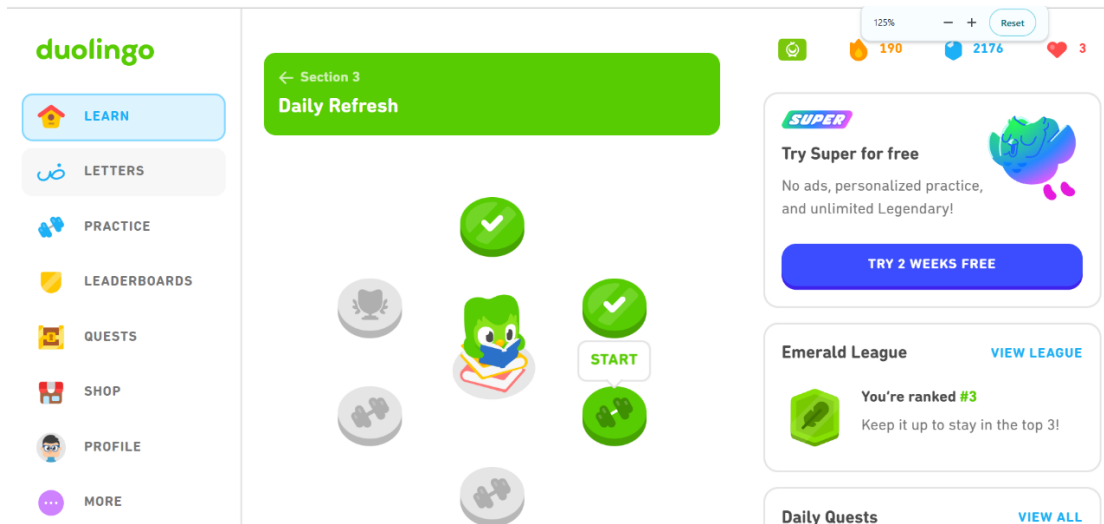 duolingo
LEARN
ض
LETTERS
PRACTICE
LEADERBOARDS
QUESTS
SHOP
PROFILE
MORE
← Section 3
Daily Refresh
START
125%
− +
Reset
190
2176
3
SUPER
Try Super for free
No ads, personalized practice,
and unlimited Legendary!
TRY 2 WEEKS FREE
Emerald League
VIEW LEAGUE
You're ranked #3
Keep it up to stay in the top 3!
Daily Quests
VIEW ALL